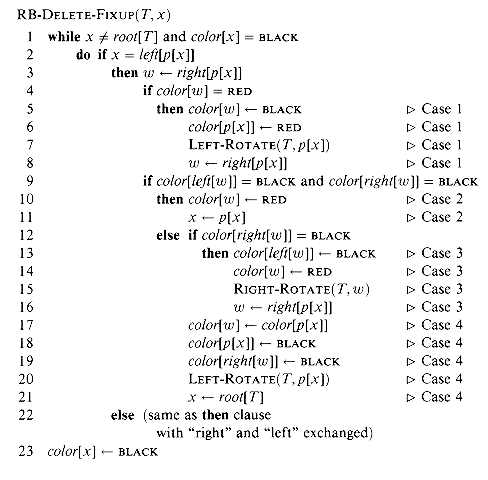 RB-DELETE-FIXUP(T, x)
1 while x ≠ root[T] and color[x] = BLACK
2 do if x = left[p[x]]
3 then w ← right[p[x]]
4 if color[w] = RED
5 then color[w] ← BLACK ▷ Case 1
6 color[p[x]] ← RED ▷ Case 1
7 LEFT-ROTATE(T, p[x]) ▷ Case 1
8 w ← right[p[x]] ▷ Case 1
9 if color[left[w]] = BLACK and color[right[w]] = BLACK
10 then color[w] ← RED ▷ Case 2
11 x ← p[x] ▷ Case 2
12 else if color[right[w]] = BLACK
13 then color[left[w]] ← BLACK ▷ Case 3
14 color[w] ← RED ▷ Case 3
15 RIGHT-ROTATE(T, w) ▷ Case 3
16 w ← right[p[x]] ▷ Case 3
17 color[w] ← color[p[x]] ▷ Case 4
18 color[p[x]] ← BLACK ▷ Case 4
19 color[right[w]] ← BLACK ▷ Case 4
20 LEFT-ROTATE(T, p[x]) ▷ Case 4
21 x ← root[T] ▷ Case 4
22 else (same as then clause
with "right" and "left" exchanged)
23 color[x] ← BLACK